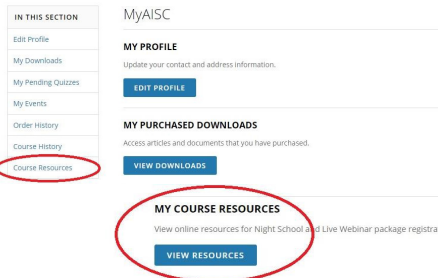 IN THIS SECTION
Edit Profile
My Downloads
My Pending Quizzes
My Events
Order History
Course History
Course Resources
MyAISC
MY PROFILE
Update your contact and address information.
EDIT PROFILE
MY PURCHASED DOWNLOADS
Access articles and documents that you have purchased.
VIEW DOWNLOADS
MY COURSE RESOURCES
View online resources for Night School and Live Webinar package registra
VIEW RESOURCES